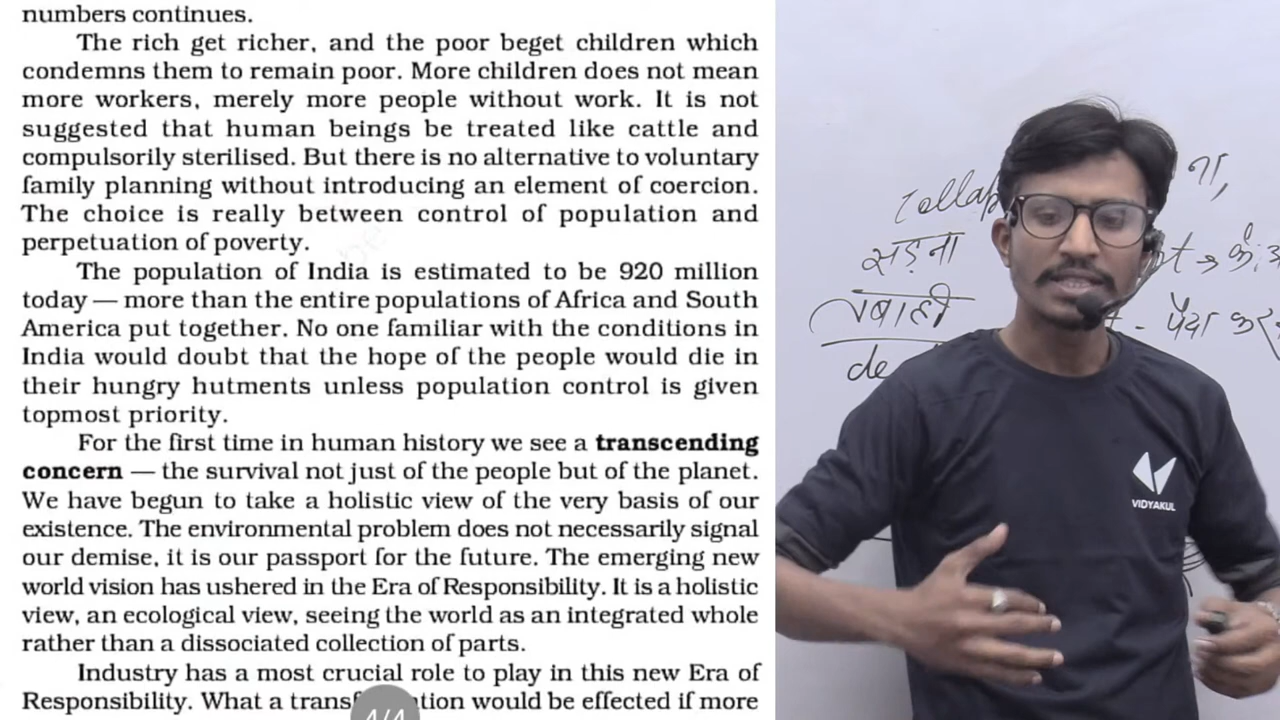 numbers continues.
The rich get richer, and the poor beget children which
condemns them to remain poor. More children does not mean
more workers, merely more people without work. It is not
suggested that human beings be treated like cattle and
compulsorily sterilised. But there is no alternative to voluntary
family planning without introducing an element of coercion.
The choice is really between control of population and
perpetuation of poverty.
The population of India is estimated to be 920 million
today — more than the entire populations of Africa and South
America put together. No one familiar with the conditions in
India would doubt that the hope of the people would die in
their hungry hutments unless population control is given
topmost priority.
For the first time in human history we see a transcending
concern — the survival not just of the people but of the planet.
We have begun to take a holistic view of the very basis of our
existence. The environmental problem does not necessarily signal
our demise, it is our passport for the future. The emerging new
world vision has ushered in the Era of Responsibility. It is a holistic
view, an ecological view, seeing the world as an integrated whole
rather than a dissociated collection of parts.
Industry has a most crucial role to play in this new Era of
Responsibility. What a would be effected if more
सड़ना
तबाही
VIDYAKUL